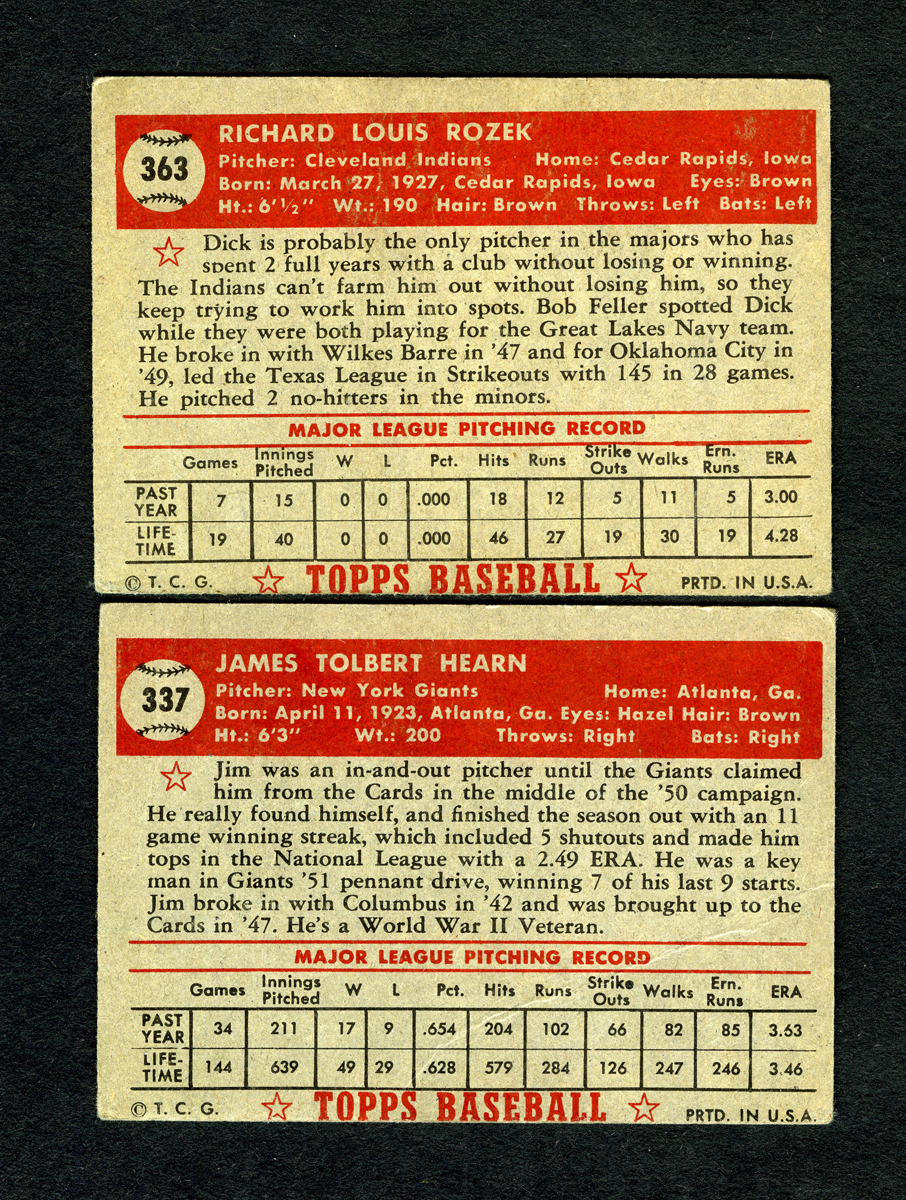 363
RICHARD LOUIS ROZEK
Pitcher: Cleveland Indians Home: Cedar Rapids, Iowa
Born: March 27, 1927, Cedar Rapids, Iowa Eyes: Brown
Ht.: 6'½" Wt.: 190 Hair: Brown Throws: Left Bats: Left
Dick is probably the only pitcher in the majors who has
spent 2 full years with a club without losing or winning.
The Indians can't farm him out without losing him, so they
keep trying to work him into spots. Bob Feller spotted Dick
while they were both playing for the Great Lakes Navy team.
He broke in with Wilkes Barre in '47 and for Oklahoma City in
'49, led the Texas League in Strikeouts with 145 in 28 games.
He pitched 2 no-hitters in the minors.
MAJOR LEAGUE PITCHING RECORD
Games Innings Pitched W L Pct. Hits Runs Strike Outs Walks Ern. Runs ERA
PAST YEAR 7 15 0 0 .000 18 12 5 11 5 3.00
LIFE-TIME 19 40 0 0 .000 46 27 19 30 19 4.28
© T. C. G. TOPPS BASEBALL PRTD. IN U.S.A.
337
JAMES TOLBERT HEARN
Pitcher: New York Giants Home: Atlanta, Ga.
Born: April 11, 1923, Atlanta, Ga. Eyes: Hazel Hair: Brown
Ht.: 6'3" Wt.: 200 Throws: Right Bats: Right
Jim was an in-and-out pitcher until the Giants claimed
him from the Cards in the middle of the '50 campaign.
He really found himself, and finished the season out with an 11
game winning streak, which included 5 shutouts and made him
tops in the National League with a 2.49 ERA. He was a key
man in Giants '51 pennant drive, winning 7 of his last 9 starts.
Jim broke in with Columbus in '42 and was brought up to the
Cards in '47. He's a World War II Veteran.
MAJOR LEAGUE PITCHING RECORD
Games Innings Pitched W L Pct. Hits Runs Strike Outs Walks Ern. Runs ERA
PAST YEAR 34 211 17 9 .654 204 102 66 82 85 3.63
LIFE-TIME 144 639 49 29 .628 579 284 126 247 246 3.46
© T. C. G. TOPPS BASEBALL PRTD. IN U.S.A.